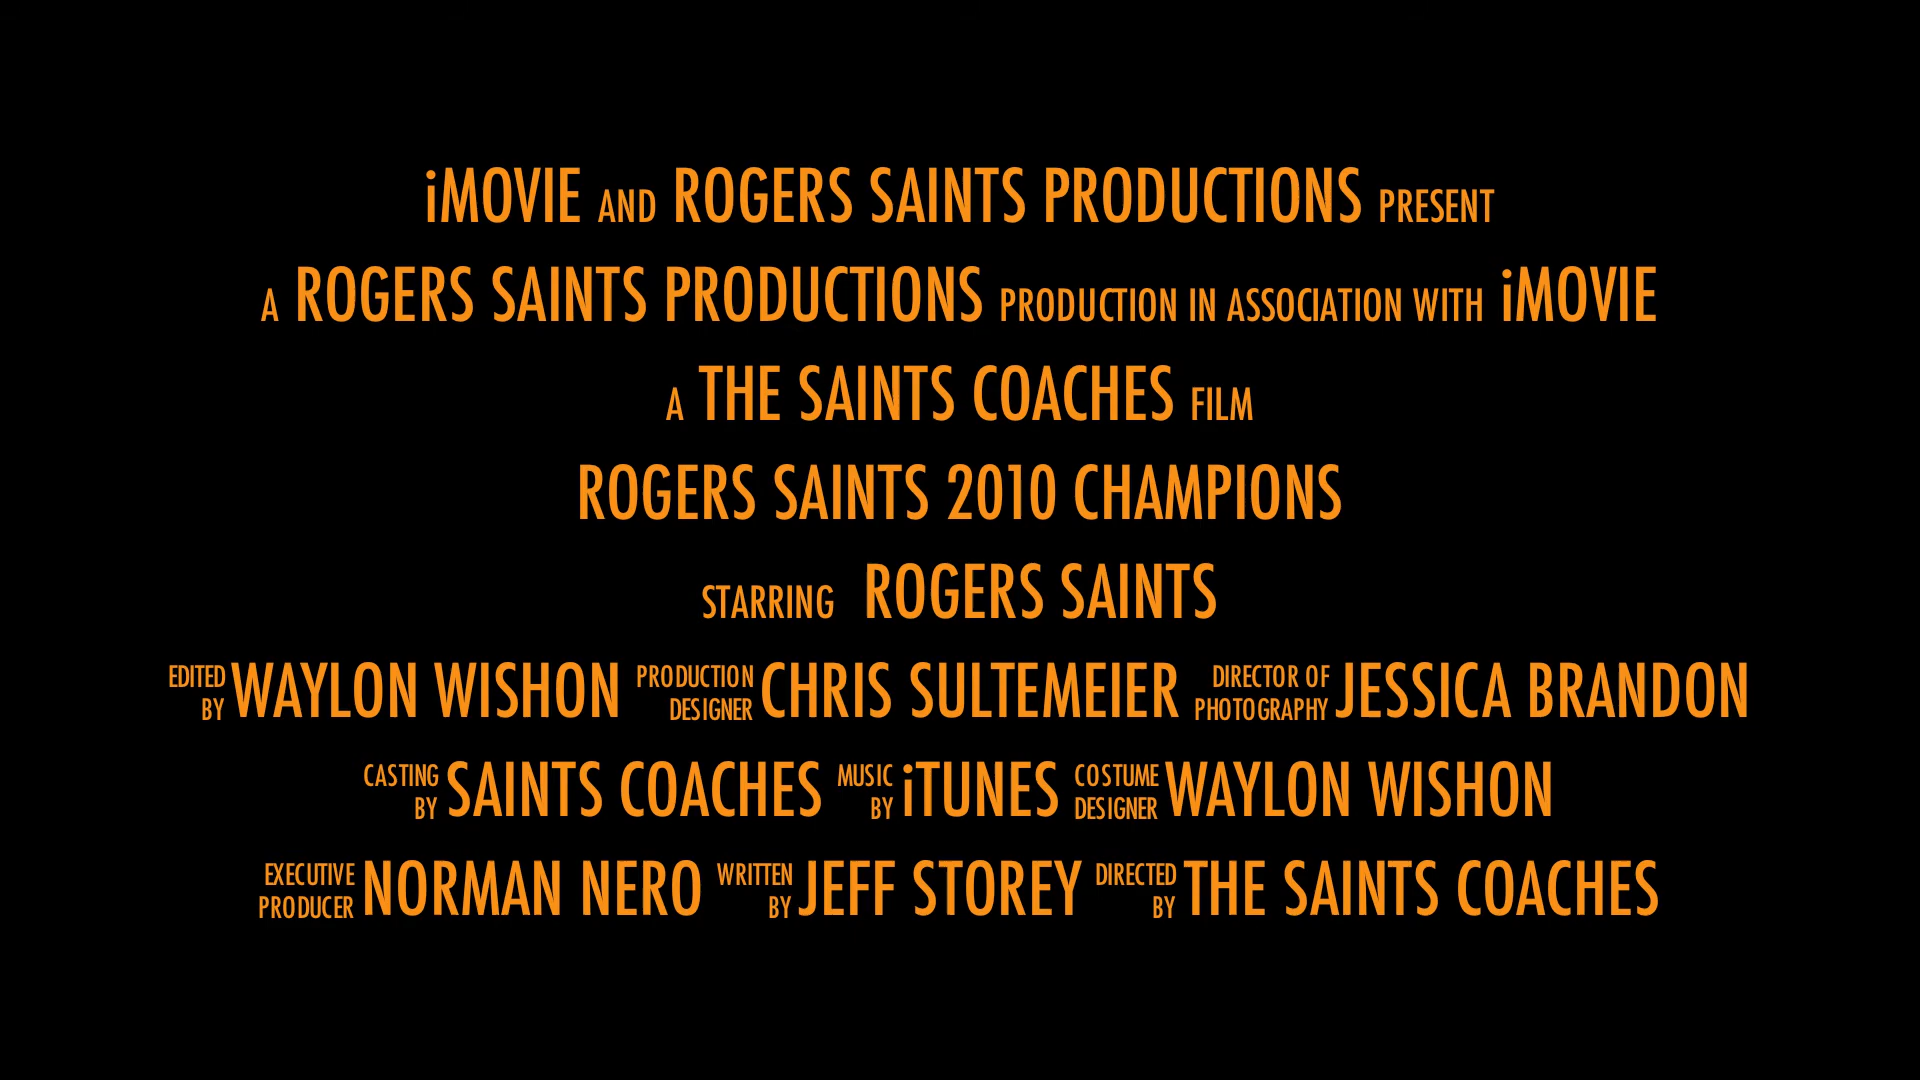 iMOVIE AND ROGERS SAINTS PRODUCTIONS PRESENT
A ROGERS SAINTS PRODUCTIONS PRODUCTION IN ASSOCIATION WITH iMOVIE
A THE SAINTS COACHES FILM
ROGERS SAINTS 2010 CHAMPIONS
STARRING ROGERS SAINTS
EDITED BY WAYLON WISHON PRODUCTION DESIGNER CHRIS SULTEMEIER DIRECTOR OF PHOTOGRAPHY JESSICA BRANDON
CASTING BY SAINTS COACHES MUSIC BY iTUNES COSTUME DESIGNER WAYLON WISHON
EXECUTIVE PRODUCER NORMAN NERO WRITTEN BY JEFF STOREY DIRECTED BY THE SAINTS COACHES